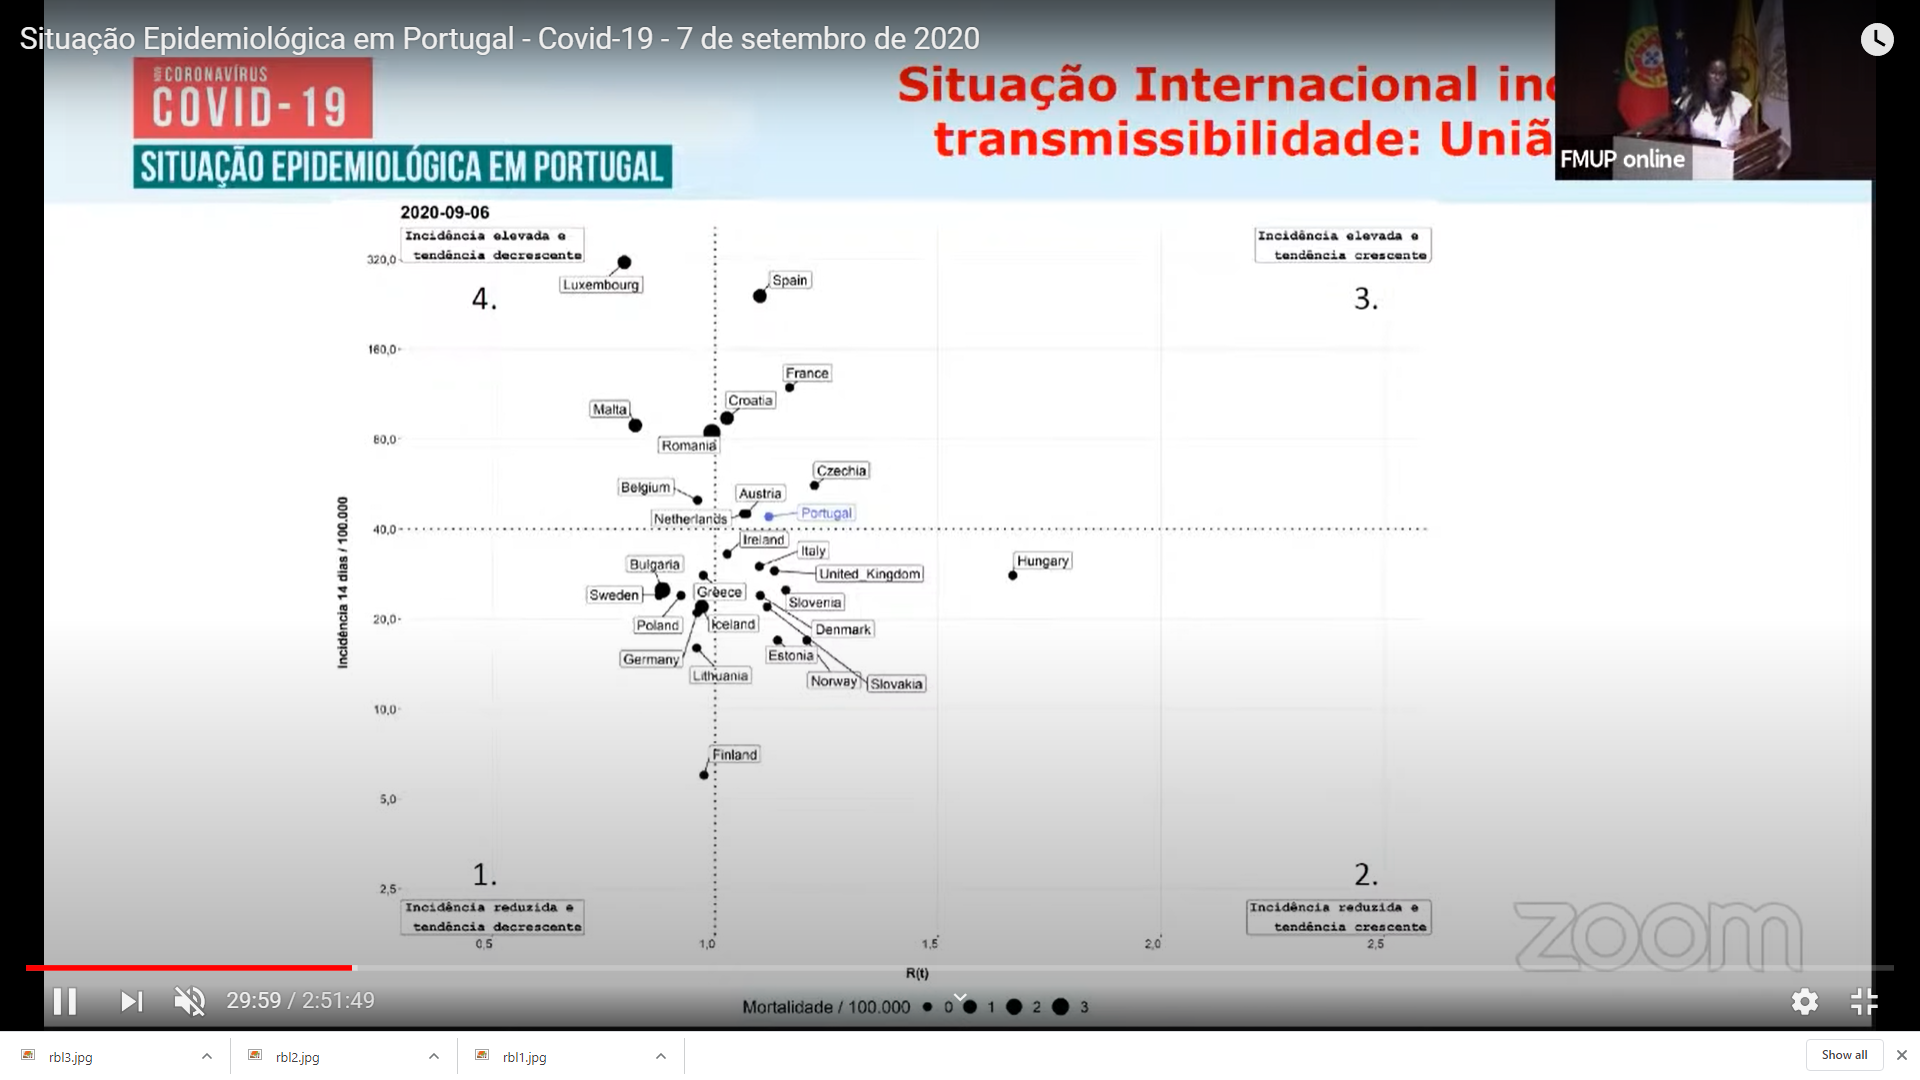 Situação Epidemiológica em Portugal - Covid-19 - 7 de setembro de 2020
CORONAVÍRUS
COVID-19
SITUAÇÃO EPIDEMIOLÓGICA EM PORTUGAL
Situação Internacional
transmissibilidade:
FMUP online
2020-09-06
Incidência elevada e
tendência decrescente
Incidência elevada e
tendência crescente
320,0
Luxembourg
Spain
4.
3.
160,0
France
Croatia
Malta
80,0
Romania
Czechia
Belgium
Austria
Netherlands
Portugal
40,0
Ireland
Italy
Hungary
Bulgaria
United_Kingdom
Sweden
Greece
Slovenia
20,0
Poland
Iceland
Denmark
Germany
Estonia
Lithuania
Norway
Slovakia
10,0
Finland
5,0
1.
2.
2,5
Incidência reduzida e
tendência decrescente
Incidência reduzida e
tendência crescente
Incidência 14 dias / 100.000
0,5
1,0
1,5
2,0
2,5
R(t)
zoom
29:59 / 2:51:49
Mortalidade / 100.000 0 1 2 3
rbl3.jpg
rbl2.jpg
rbl1.jpg
Show all